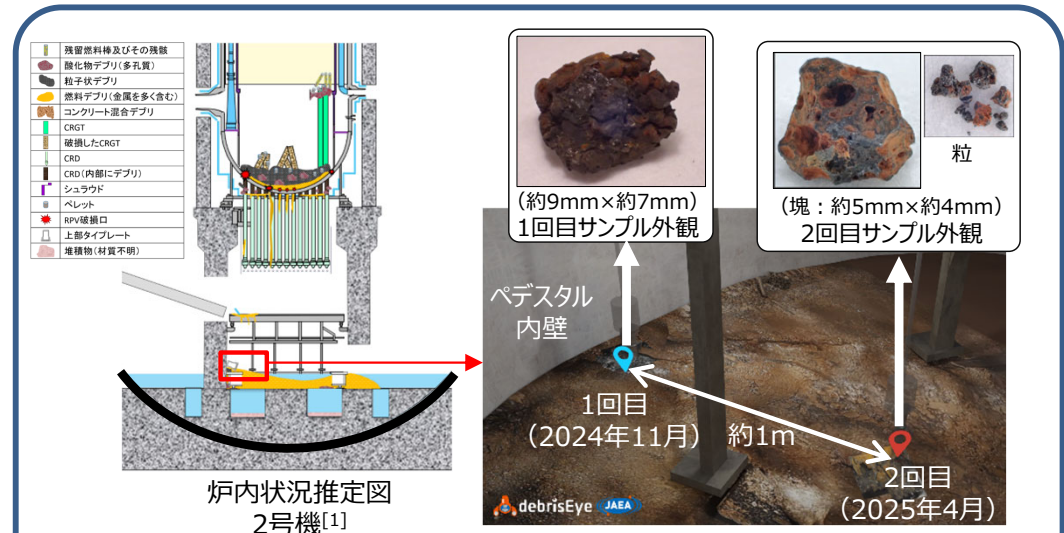 残留燃料棒及びその残骸
酸化物デブリ(多孔質)
粒子状デブリ
燃料デブリ(金属を多く含む)
コンクリート混合デブリ
CRGT
破損したCRGT
CRD
CRD(内部にデブリ)
シュラウド
ペレット
RPV破損口
上部タイプレート
堆積物(材質不明)
炉内状況推定図
2号機[1]
(約9mm×約7mm)
1回目サンプル外観
粒
(塊:約5mm×約4mm)
2回目サンプル外観
ペデスタル
内壁
1回目
(2024年11月)
約1m
2回目
(2025年4月)
debrisEye
JAEA